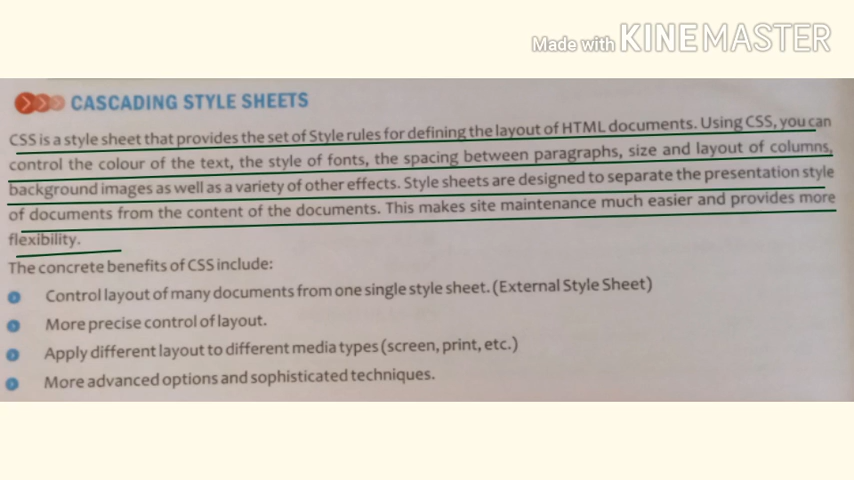 Made with KINEMASTER
CASCADING STYLE SHEETS
CSS is a style sheet that provides the set of Style rules for defining the layout of HTML documents. Using CSS, you can
control the colour of the text, the style of fonts, the spacing between paragraphs, size and layout of columns,
background images as well as a variety of other effects. Style sheets are designed to separate the presentation style
of documents from the content of the documents. This makes site maintenance much easier and provides more
flexibility.
The concrete benefits of CSS include:
Control layout of many documents from one single style sheet. (External Style Sheet)
More precise control of layout.
Apply different layout to different media types (screen, print, etc.)
More advanced options and sophisticated techniques.